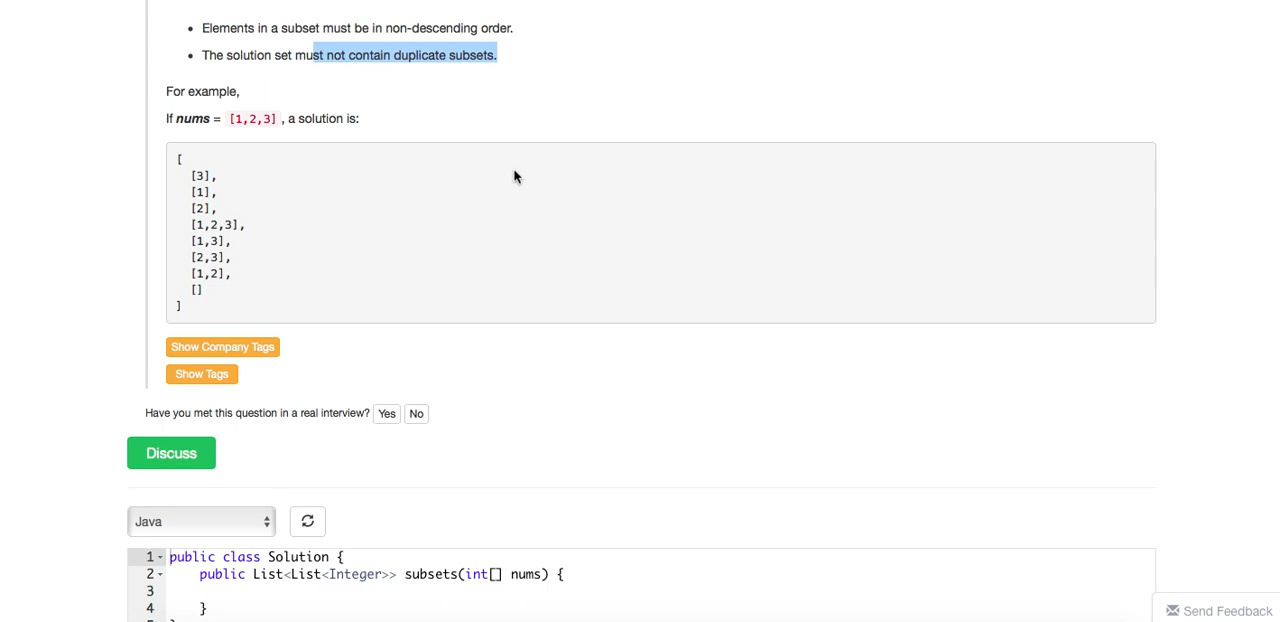 Elements in a subset must be in non-descending order.
The solution set must not contain duplicate subsets.
For example,
If nums = [1,2,3] , a solution is:
[
[3],
[1],
[2],
[1,2,3],
[1,3],
[2,3],
[1,2],
[]
]
Show Company Tags
Show Tags
Have you met this question in a real interview? Yes No
Discuss
Java
1 public class Solution {
2 public List<List<Integer>> subsets(int[] nums) {
3
4 }
Send Feedback